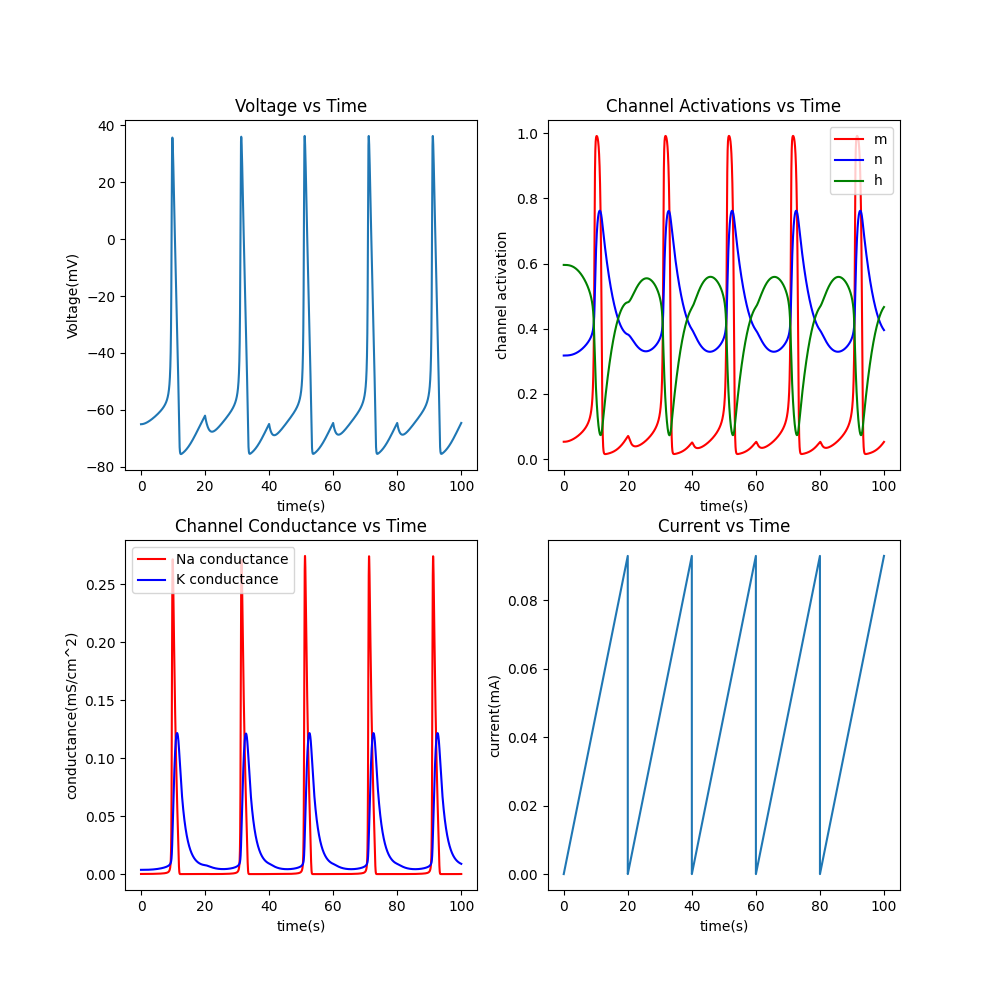 Voltage vs Time
40
20
0
−20
−40
−60
−80
Voltage(mV)
0 20 40 60 80 100
time(s)
Channel Activations vs Time
1.0
0.8
0.6
0.4
0.2
0.0
channel activation
m
n
h
0 20 40 60 80 100
time(s)
Channel Conductance vs Time
0.25
0.20
0.15
0.10
0.05
0.00
conductance(mS/cm^2)
Na conductance
K conductance
0 20 40 60 80 100
time(s)
Current vs Time
0.08
0.06
0.04
0.02
0.00
current(mA)
0 20 40 60 80 100
time(s)